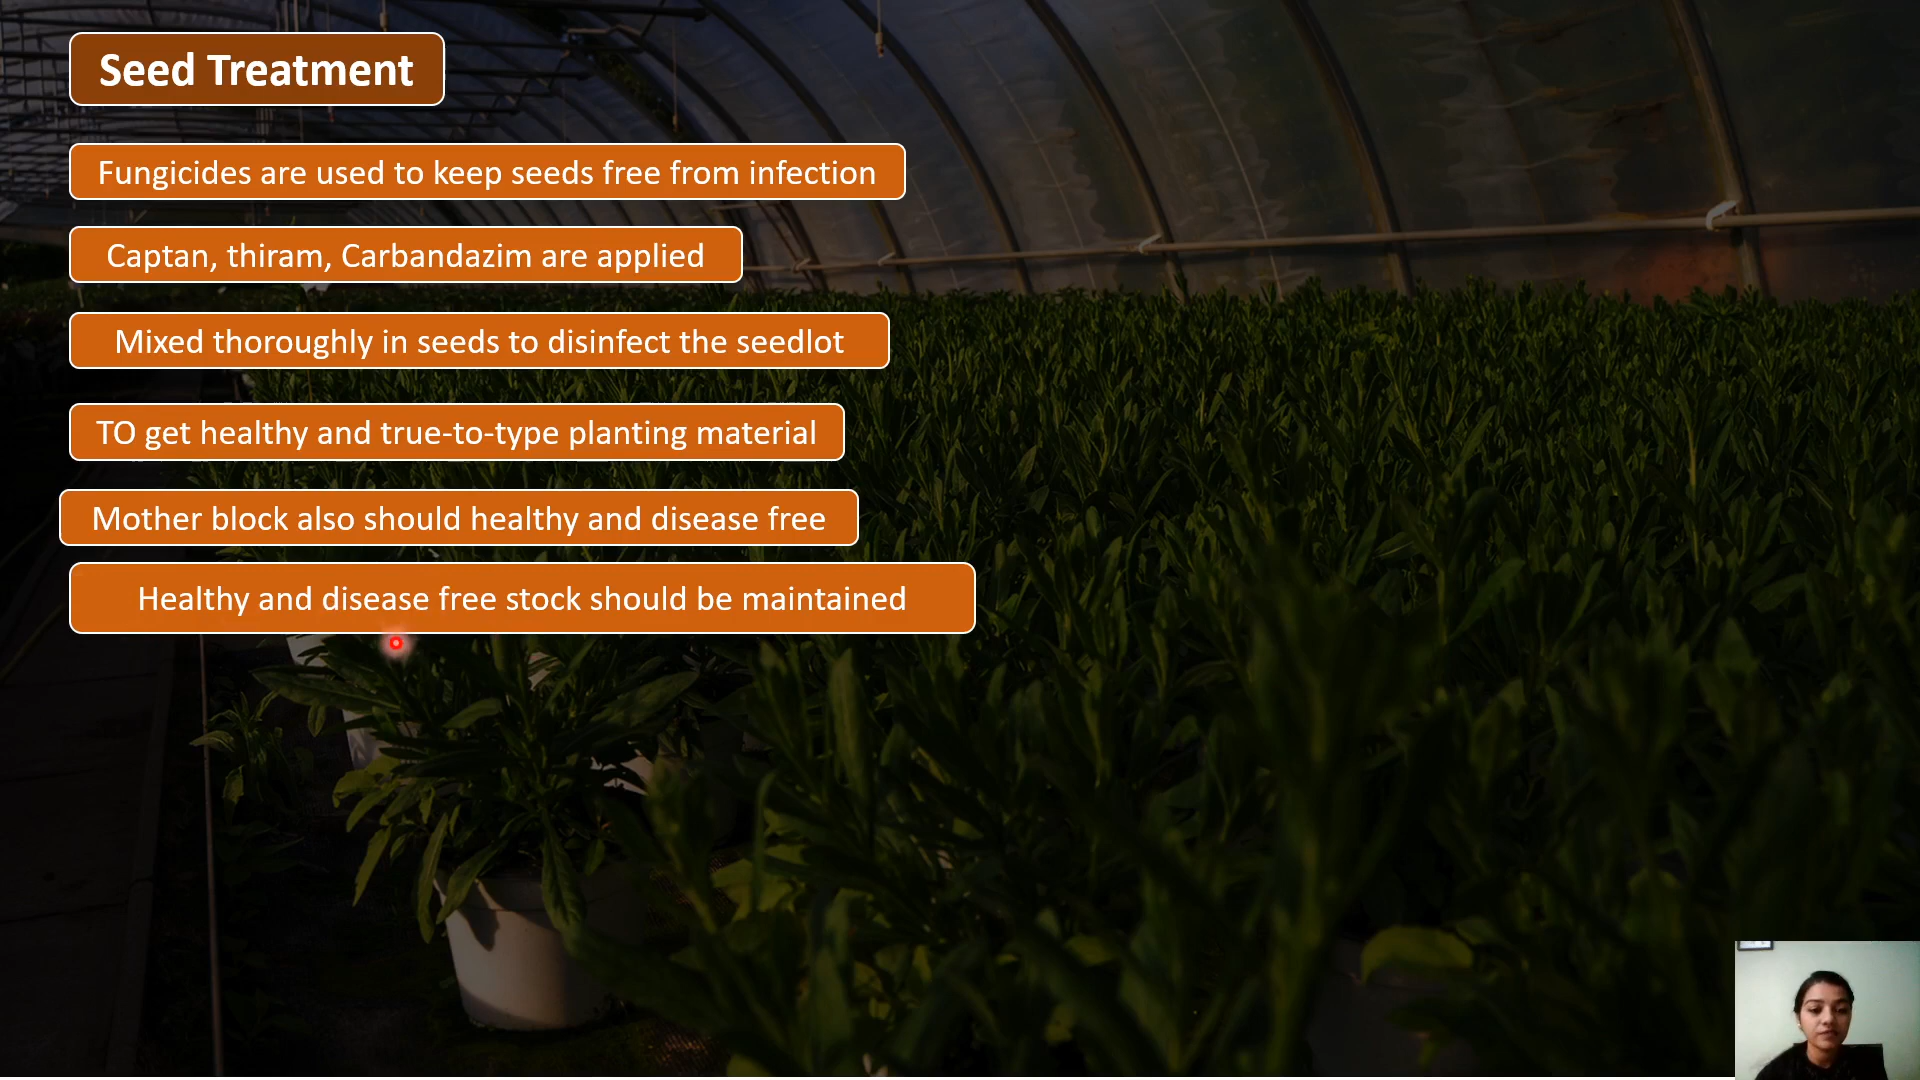 Seed Treatment
Fungicides are used to keep seeds free from infection
Captan, thiram, Carbandazim are applied
Mixed thoroughly in seeds to disinfect the seedlot
TO get healthy and true-to-type planting material
Mother block also should healthy and disease free
Healthy and disease free stock should be maintained